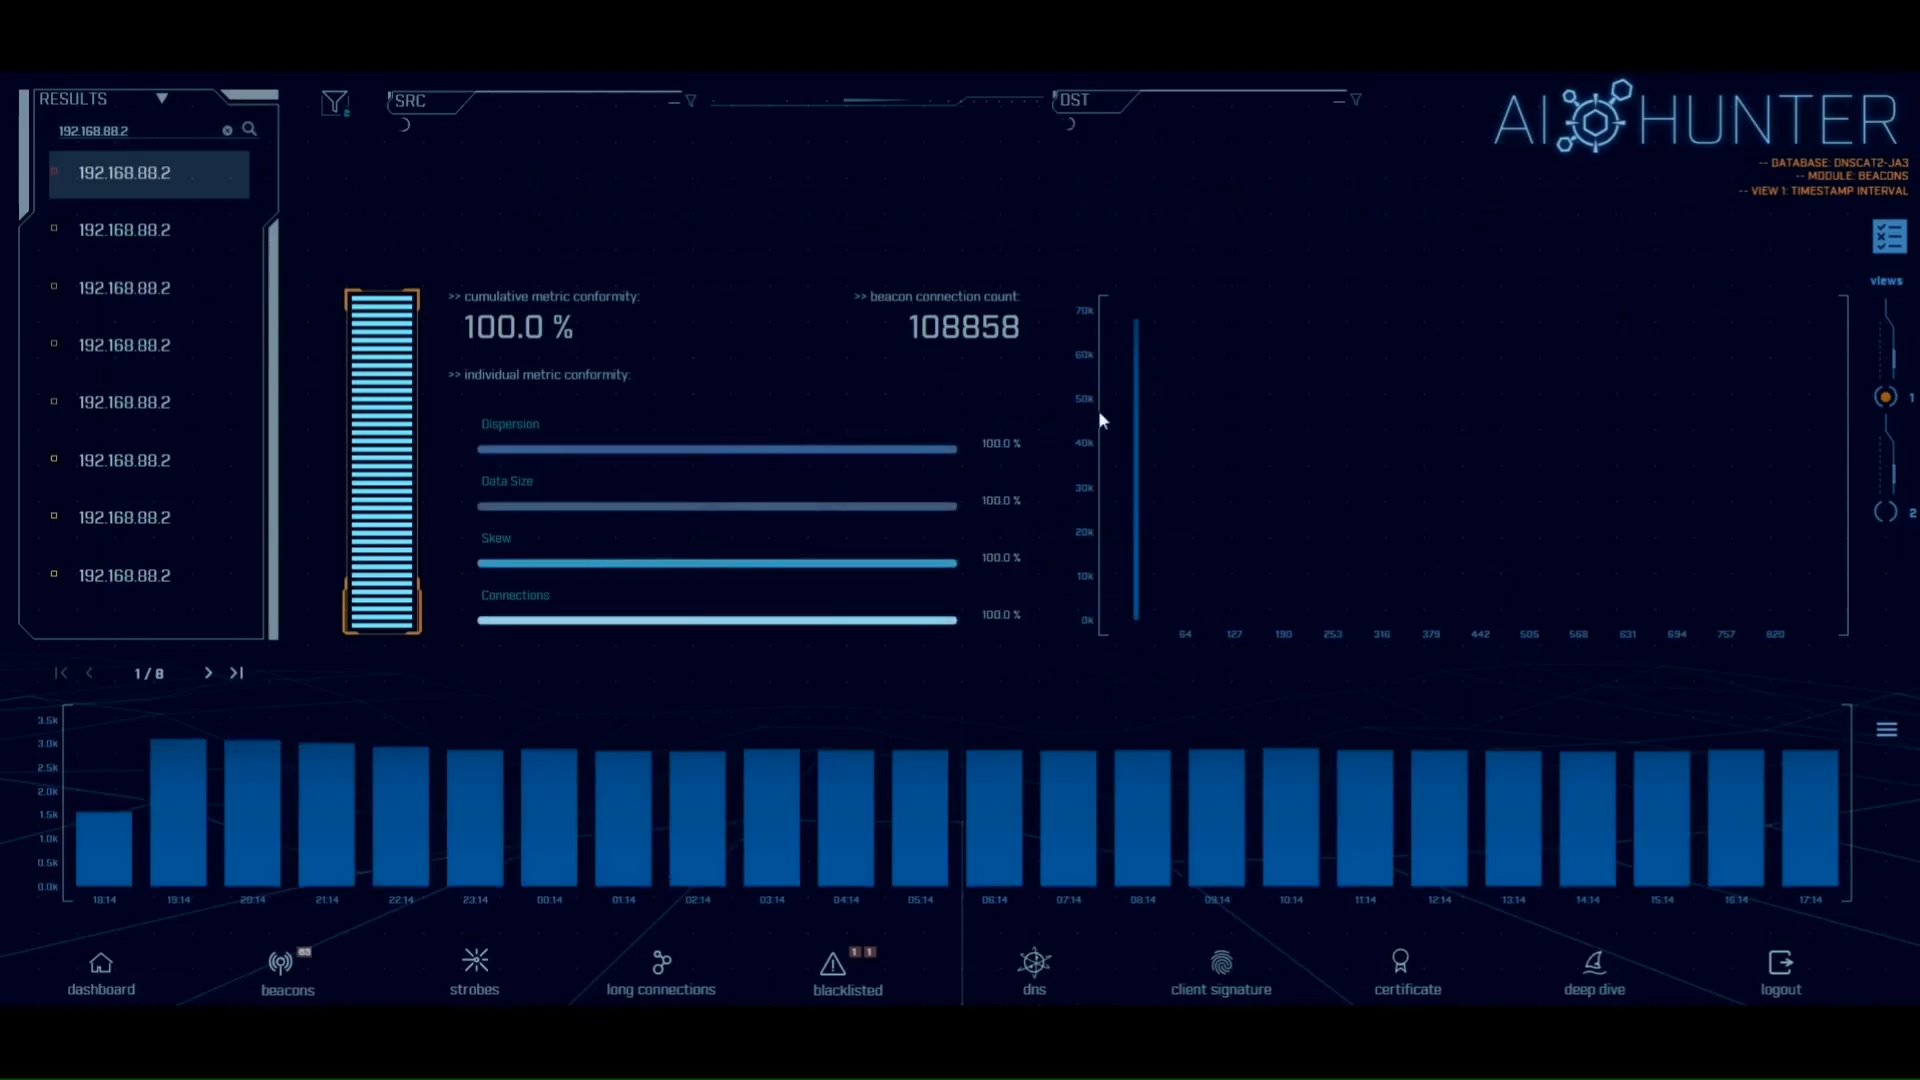 RESULTS
192.168.88.2
192.168.88.2
192.168.88.2
192.168.88.2
192.168.88.2
192.168.88.2
192.168.88.2
192.168.88.2
192.168.88.2
1 / 8
SRC
DST
AI HUNTER
-- DATABASE: DNSCAT2-JA3
-- MODULE: BEACONS
-- VIEW 1: TIMESTAMP INTERVAL
views
1
2
>> cumulative metric conformity:
100.0 %
>> beacon connection count:
108858
>> individual metric conformity:
Dispersion
100.0 %
Data Size
100.0 %
Skew
100.0 %
Connections
100.0 %
70k
60k
50k
40k
30k
20k
10k
0k
64 127 190 253 316 379 442 505 568 631 694 757 820
3.5k
3.0k
2.5k
2.0k
1.5k
1.0k
0.5k
0.0k
18:14 19:14 20:14 21:14 22:14 23:14 00:14 01:14 02:14 03:14 04:14 05:14 06:14 07:14 08:14 09:14 10:14 11:14 12:14 13:14 14:14 15:14 16:14 17:14
63
1 1
dashboard beacons strobes long connections blacklisted dns client signature certificate deep dive logout